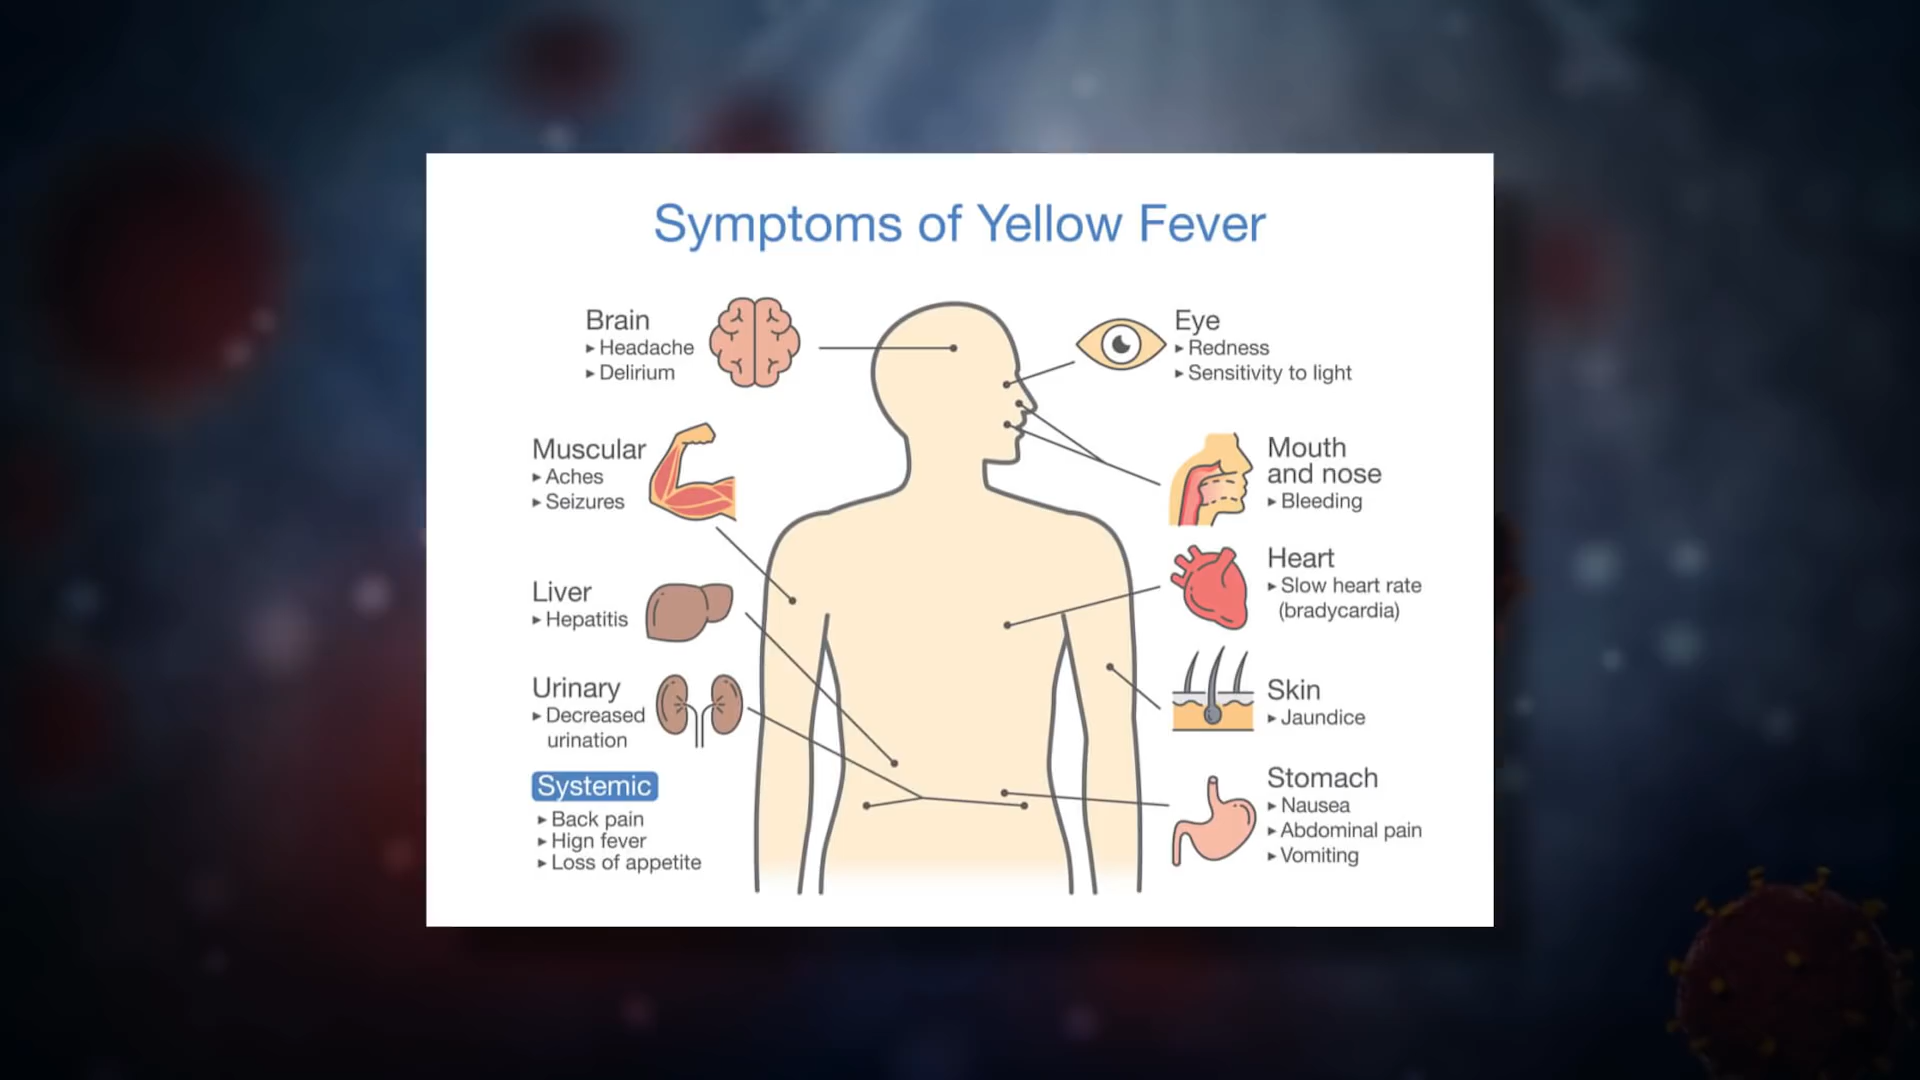 Symptoms of Yellow Fever
Brain
▸ Headache
▸ Delirium
Muscular
▸ Aches
▸ Seizures
Liver
▸ Hepatitis
Urinary
▸ Decreased
urination
Systemic
▸ Back pain
▸ Hign fever
▸ Loss of appetite
Eye
▸ Redness
▸ Sensitivity to light
Mouth
and nose
▸ Bleeding
Heart
▸ Slow heart rate
(bradycardia)
Skin
▸ Jaundice
Stomach
▸ Nausea
▸ Abdominal pain
▸ Vomiting